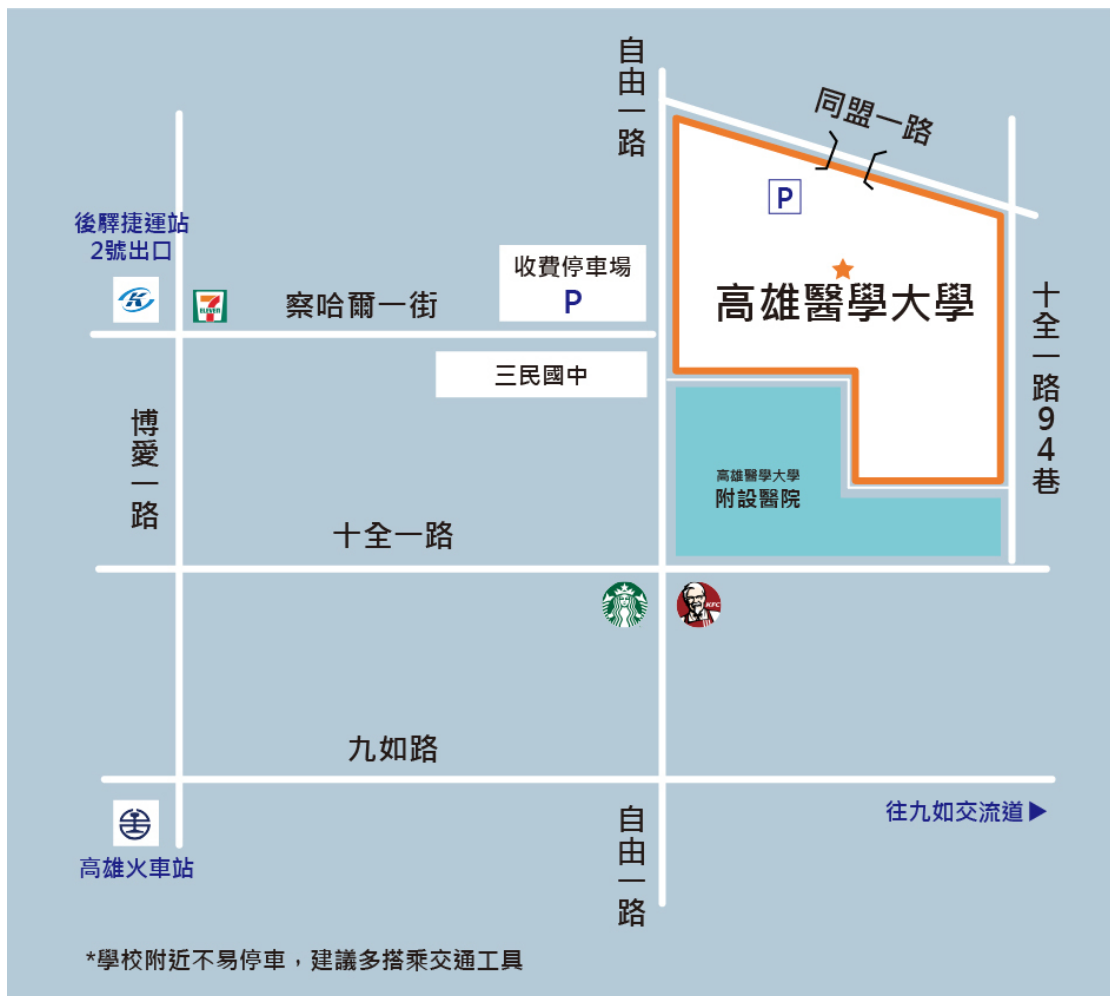 自由一路
同盟一路
P
後驛捷運站
2號出口
K
7
ELEVEN
察哈爾一街
收費停車場
P
高雄醫學大學
三民國中
十全一路94巷
博愛一路
高雄醫學大學
附設醫院
十全一路
KFC
九如路
往九如交流道
高雄火車站
自由一路
*學校附近不易停車，建議多搭乘交通工具